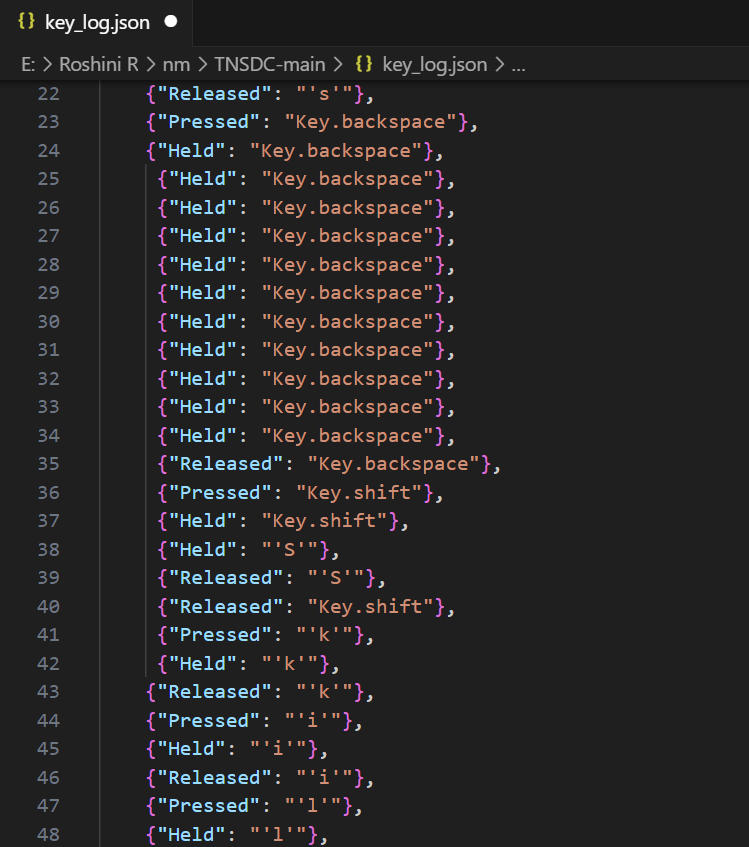 {} key_log.json ●
E: > Roshini R > nm > TNSDC-main > {} key_log.json > ...
22 {"Released": "'s'"},
23 {"Pressed": "Key.backspace"},
24 {"Held": "Key.backspace"},
25 {"Held": "Key.backspace"},
26 {"Held": "Key.backspace"},
27 {"Held": "Key.backspace"},
28 {"Held": "Key.backspace"},
29 {"Held": "Key.backspace"},
30 {"Held": "Key.backspace"},
31 {"Held": "Key.backspace"},
32 {"Held": "Key.backspace"},
33 {"Held": "Key.backspace"},
34 {"Held": "Key.backspace"},
35 {"Released": "Key.backspace"},
36 {"Pressed": "Key.shift"},
37 {"Held": "Key.shift"},
38 {"Held": "'S'"},
39 {"Released": "'S'"},
40 {"Released": "Key.shift"},
41 {"Pressed": "'k'"},
42 {"Held": "'k'"},
43 {"Released": "'k'"},
44 {"Pressed": "'i'"},
45 {"Held": "'i'"},
46 {"Released": "'i'"},
47 {"Pressed": "'l'"},
48 {"Held": "'l'"},